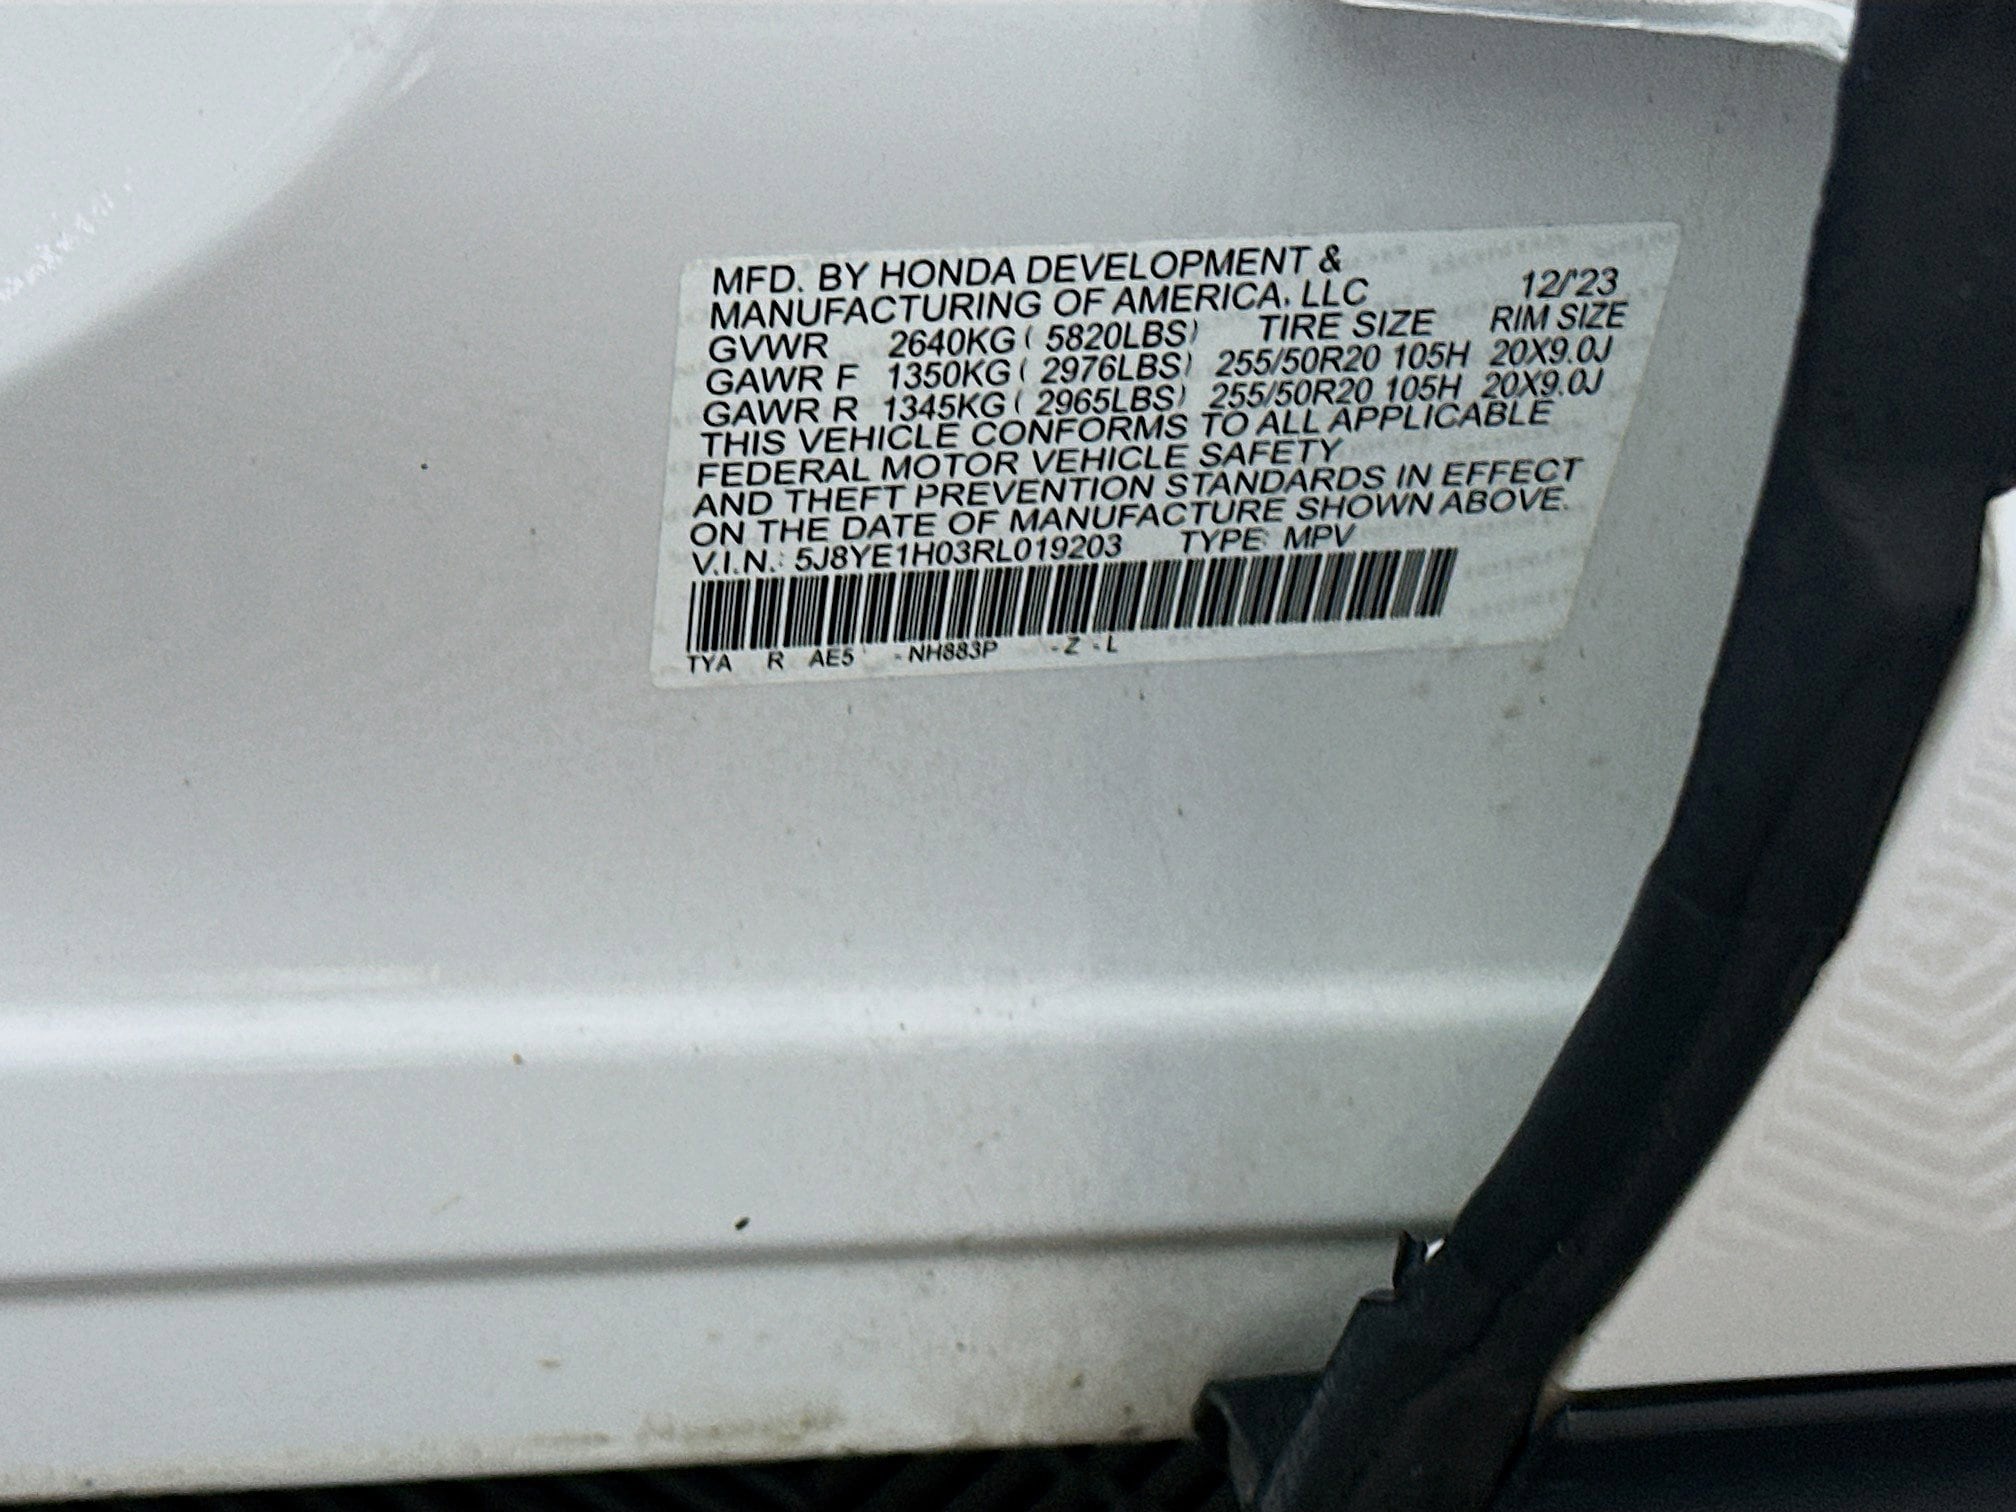 MFD. BY HONDA DEVELOPMENT &
MANUFACTURING OF AMERICA, LLC 12/'23
GVWR 2640KG ( 5820LBS) TIRE SIZE RIM SIZE
GAWR F 1350KG ( 2976LBS) 255/50R20 105H 20X9.0J
GAWR R 1345KG ( 2965LBS) 255/50R20 105H 20X9.0J
THIS VEHICLE CONFORMS TO ALL APPLICABLE
FEDERAL MOTOR VEHICLE SAFETY
AND THEFT PREVENTION STANDARDS IN EFFECT
ON THE DATE OF MANUFACTURE SHOWN ABOVE.
V.I.N.: 5J8YE1H03RL019203 TYPE: MPV
TYA R AE5 - NH883P - Z - L